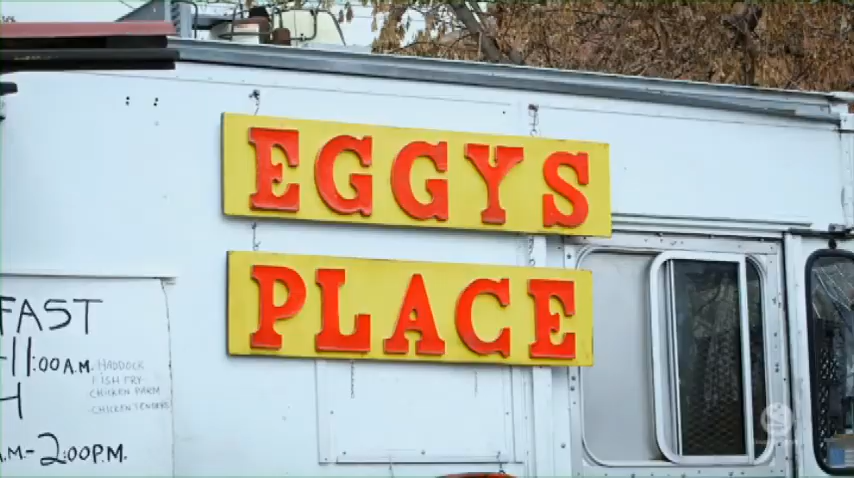 EGGYS
PLACE
FAST
-11:00A.M.
HADDOCK
FISH FRY
CHICKEN PARM
CHICKEN TENDERS
H
.M.-2:00P.M.